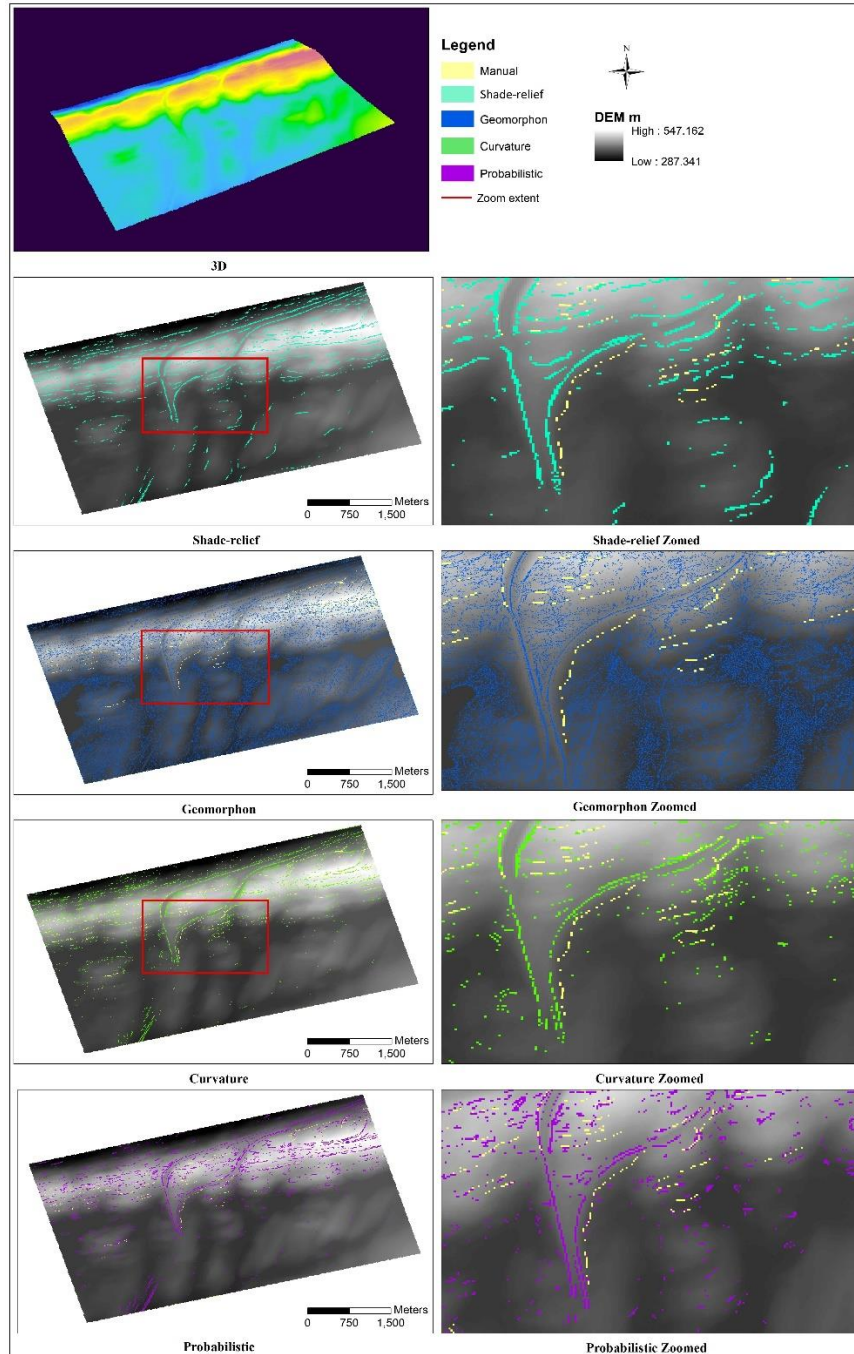 Legend
Manual
Shade-relief
Geomorphon
Curvature
Probabilistic
Zoom extent
N
DEM m
High : 547.162
Low : 287.341
3D
Meters
0 750 1,500
Shade-relief
Shade-relief Zomed
Meters
0 750 1,500
Geomorphon
Geomorphon Zoomed
Meters
0 750 1,500
Curvature
Curvature Zoomed
Meters
0 750 1,500
Probabilistic
Probabilistic Zoomed